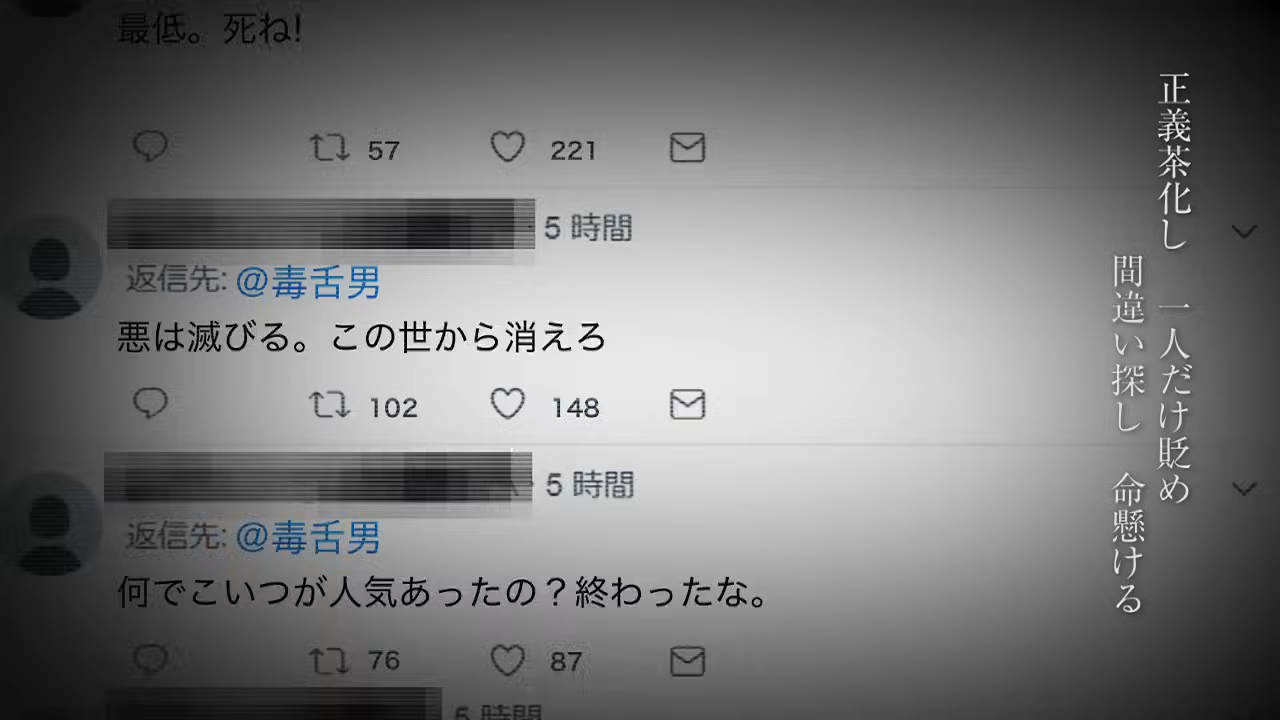 最低。死ね!
57 221
5 時間
返信先: @毒舌男
悪は滅びる。この世から消えろ
102 148
5 時間
返信先: @毒舌男
何でこいつが人気あったの？終わったな。
76 87
5 時間
正義茶化し 一人だけ貶め
間違い探し 命懸ける